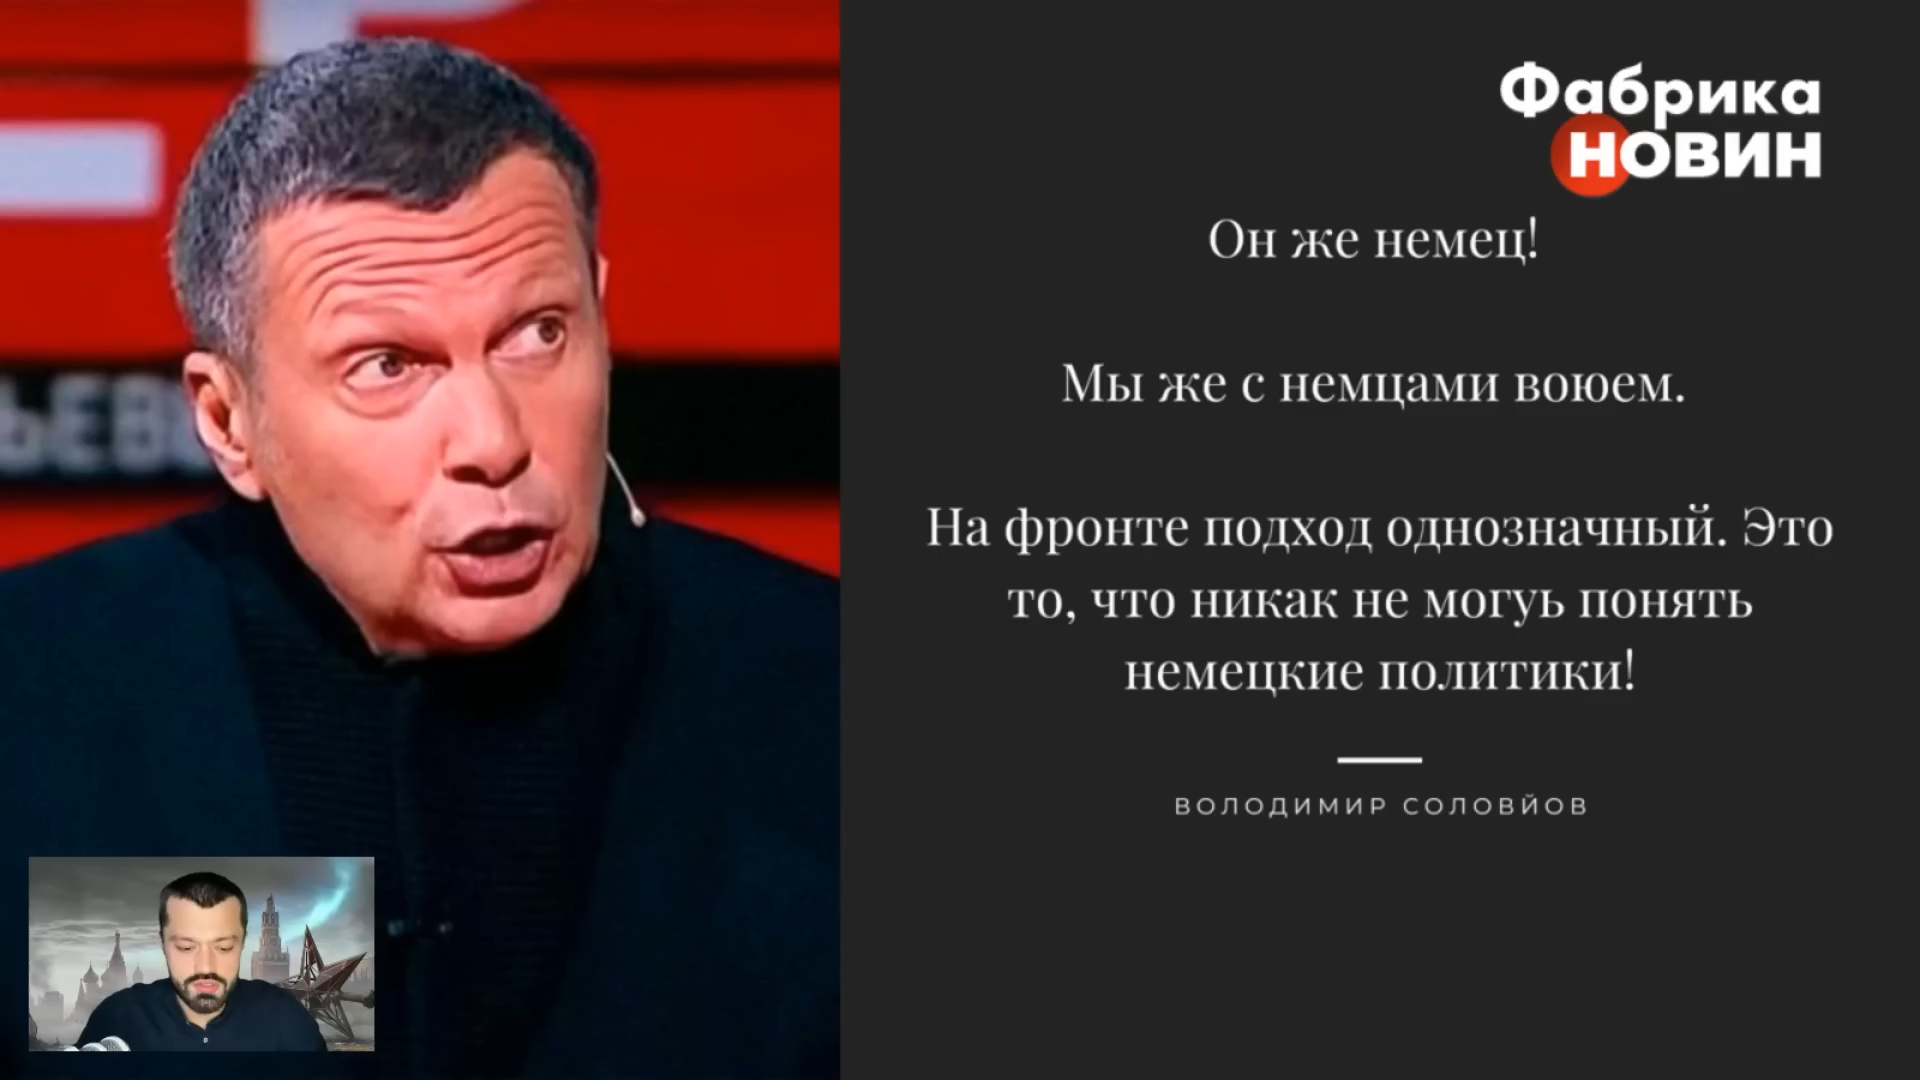 Фабрика
новин
Он же немец!
Мы же с немцами воюем.
На фронте подход однозначный. Это
то, что никак не могуь понять
немецкие политики!
ВОЛОДИМИР СОЛОВЙОВ
ЬЕВ